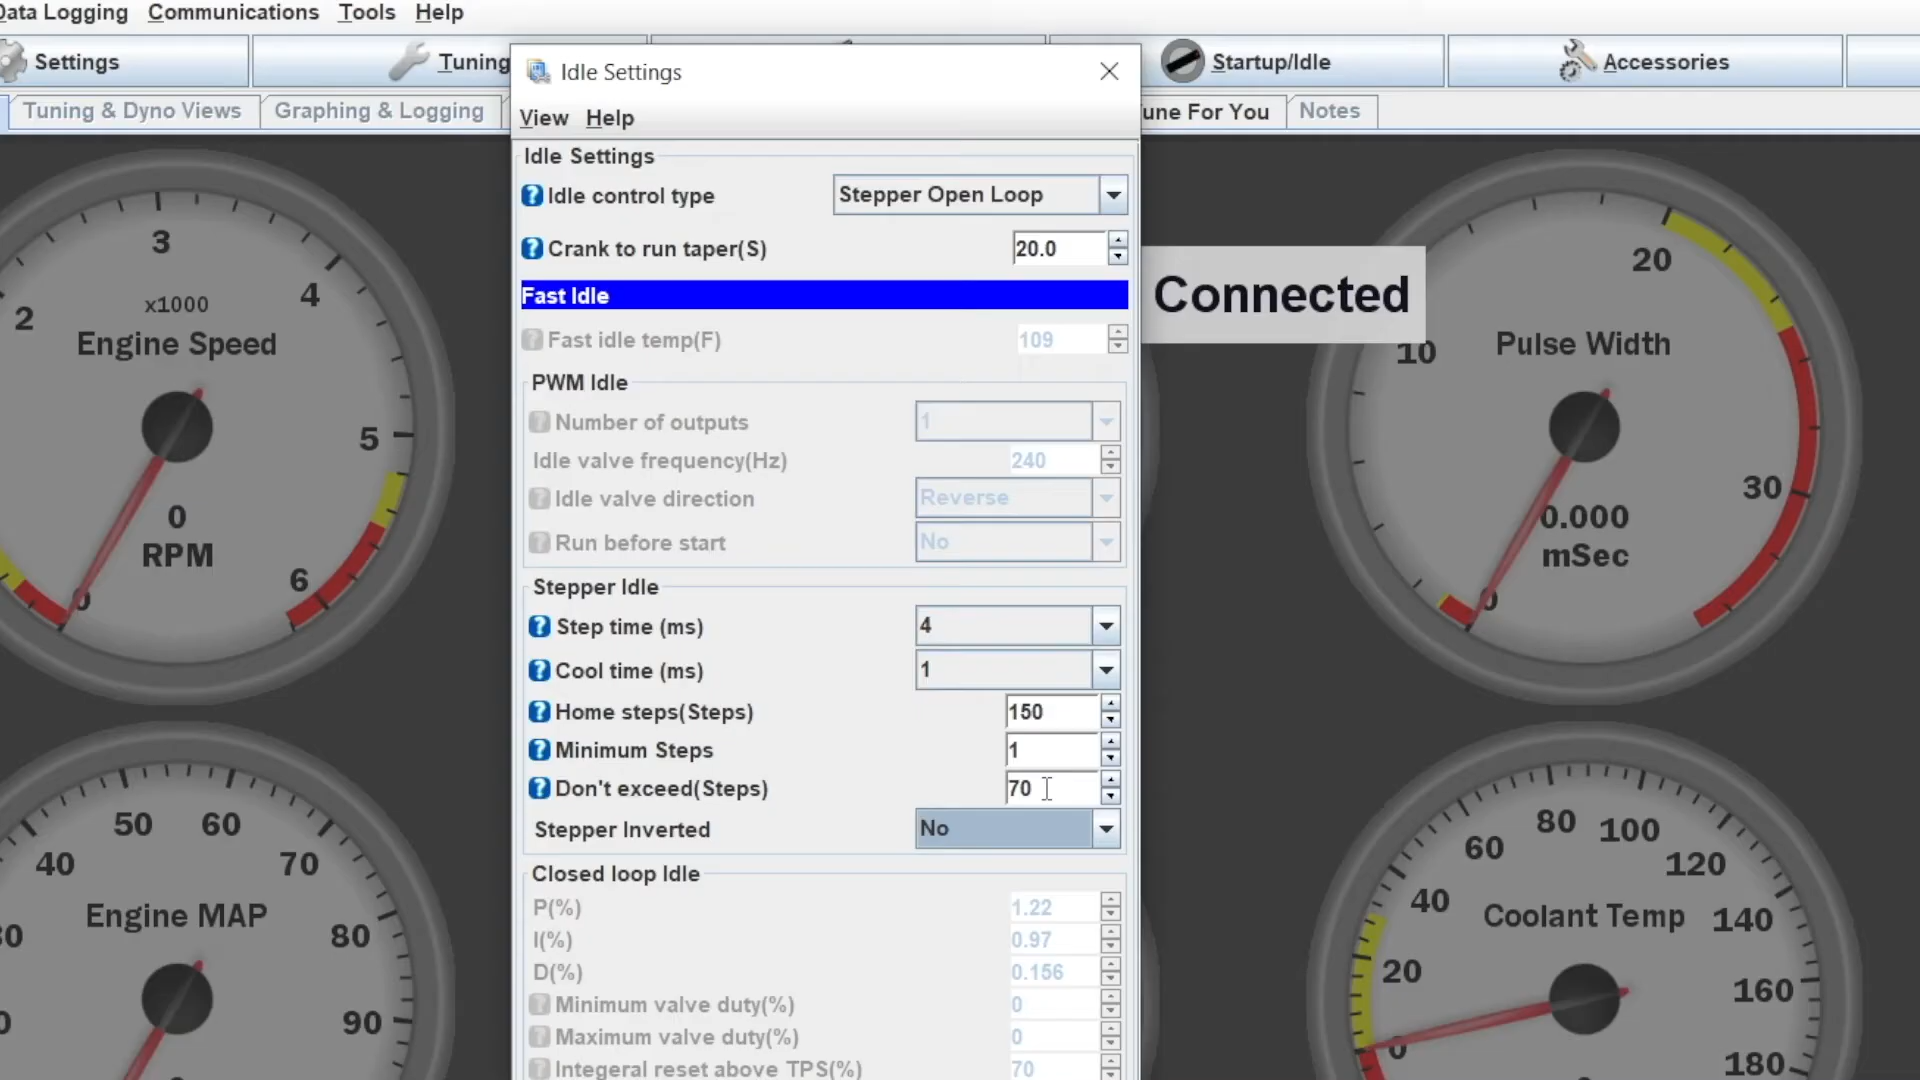 Data Logging Communications Tools Help
Settings
Tuning
Startup/Idle
Accessories
Tuning & Dyno Views
Graphing & Logging
Tune For You
Notes
Idle Settings
View Help
Idle Settings
Idle control type Stepper Open Loop
Crank to run taper(S) 20.0
Fast Idle
Fast idle temp(F) 109
PWM Idle
Number of outputs 1
Idle valve frequency(Hz) 240
Idle valve direction Reverse
Run before start No
Stepper Idle
Step time (ms) 4
Cool time (ms) 1
Home steps(Steps) 150
Minimum Steps 1
Don't exceed(Steps) 70
Stepper Inverted No
Closed loop Idle
P(%) 1.22
I(%) 0.97
D(%) 0.156
Minimum valve duty(%) 0
Maximum valve duty(%) 0
Integeral reset above TPS(%) 70
Connected
0
2
3
4
5
6
x1000
Engine Speed
0
RPM
0
10
20
30
Pulse Width
0.000
mSec
30
40
50
60
70
80
90
Engine MAP
0
20
40
60
80
100
120
140
160
180
Coolant Temp